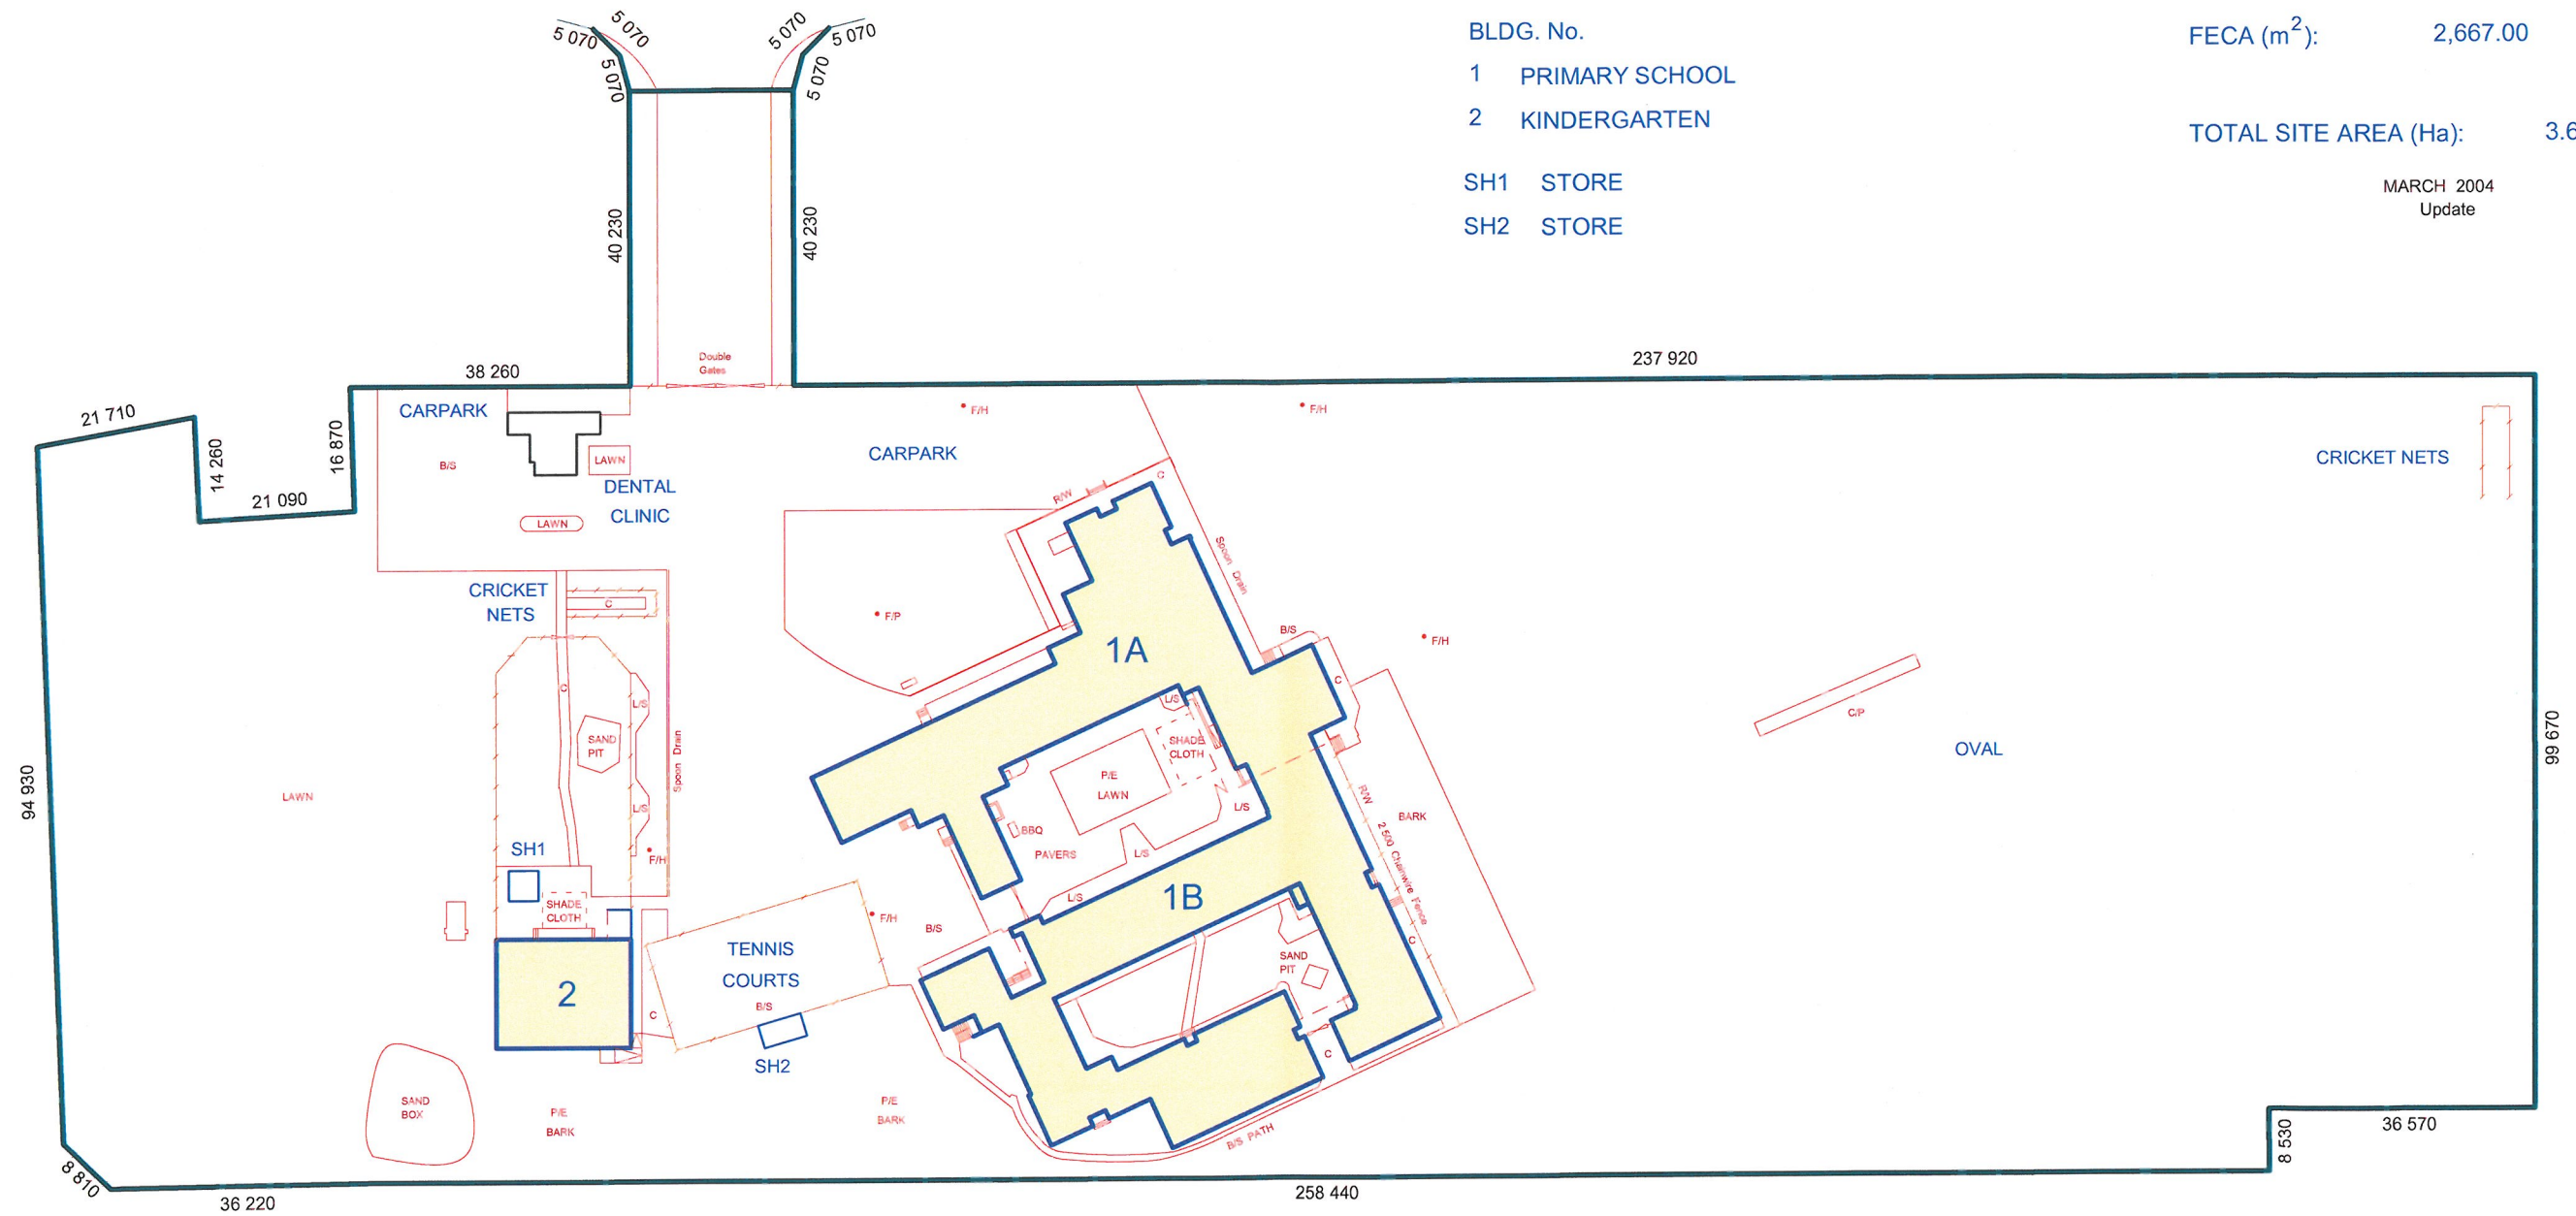 BLDG. No.
1 PRIMARY SCHOOL
2 KINDERGARTEN
SH1 STORE
SH2 STORE
FECA (m2): 2,667.00
TOTAL SITE AREA (Ha): 3.6
MARCH 2004
Update
5 070
5 070
5 070
5 070
5 070
5 070
40 230
40 230
Double
Gates
38 260
237 920
21 710
14 260
21 090
16 870
CARPARK
B/S
LAWN
DENTAL
CLINIC
LAWN
CARPARK
F/H
F/H
CRICKET NETS
R/W
C
Spoon Drain
CRICKET
NETS
C
F/P
1A
B/S
F/H
C
C
L/S
SAND
PIT
Spoon Drain
L/S
F/H
L/S
SHADE
CLOTH
P/E
LAWN
L/S
BBQ
PAVERS
L/S
L/S
R/W
2 500 Chainwire Fence
BARK
C
C/P
OVAL
99 670
94 930
LAWN
SH1
SHADE
CLOTH
2
C
TENNIS
COURTS
B/S
SH2
F/H
B/S
1B
SAND
PIT
C
SAND
BOX
P/E
BARK
P/E
BARK
B/S PATH
8 810
36 220
258 440
8 530
36 570